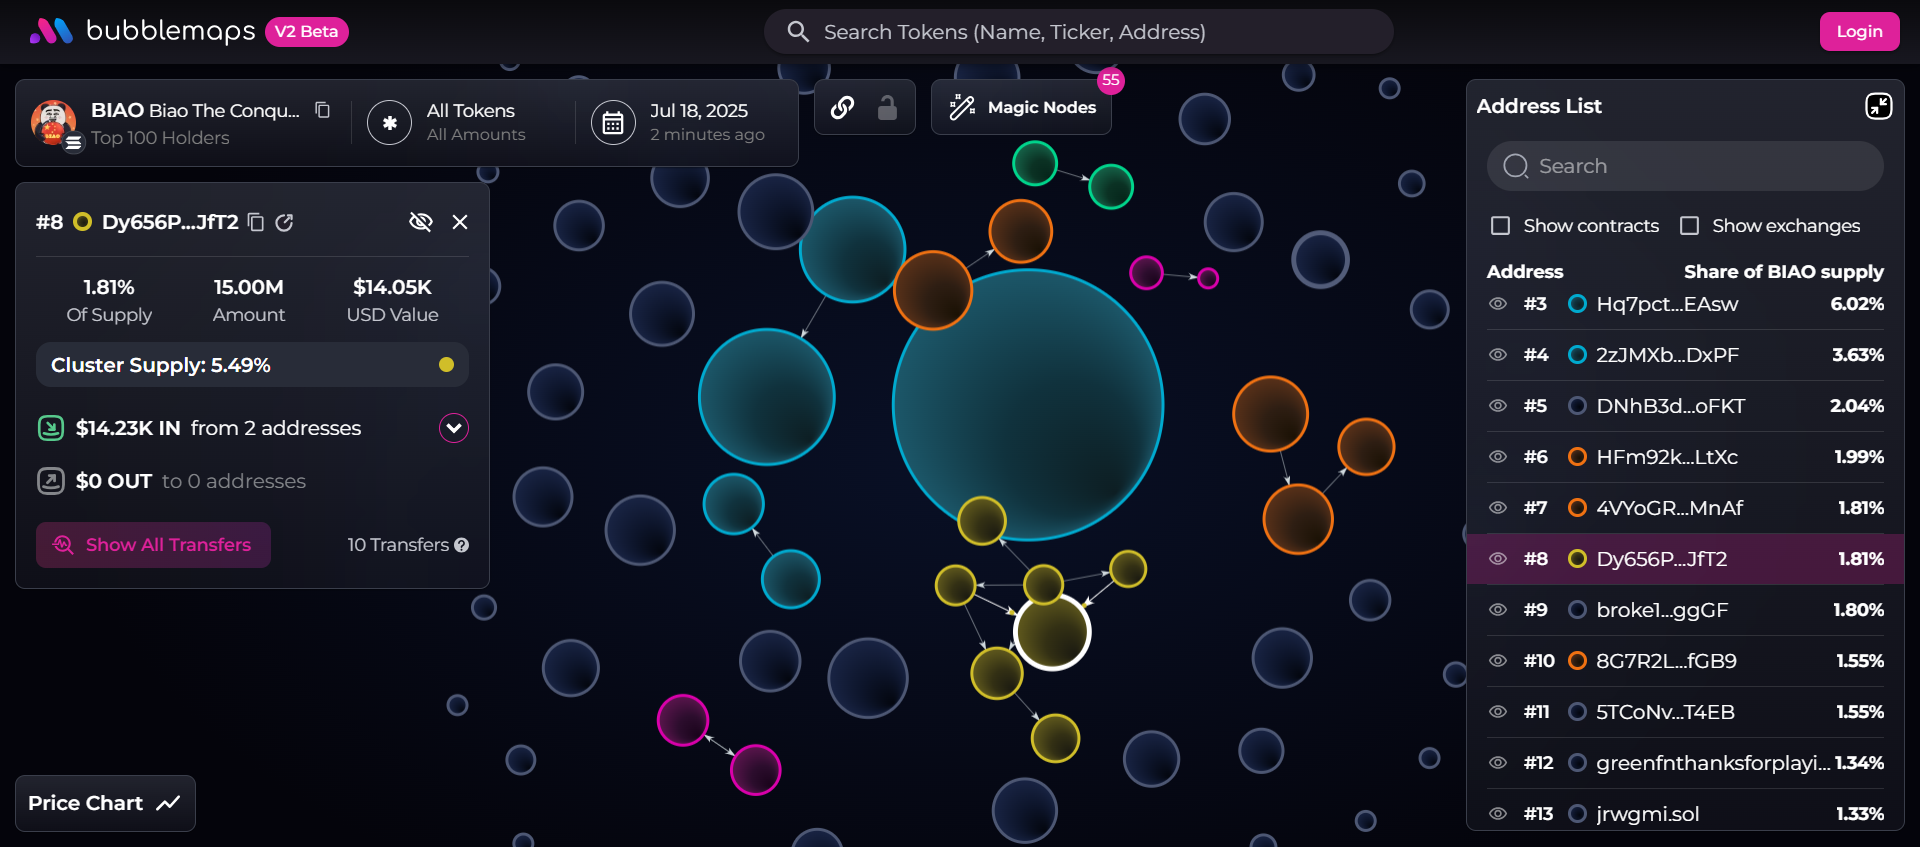 bubblemaps V2 Beta
Search Tokens (Name, Ticker, Address)
Login
BIAO Biao The Conqu...
Top 100 Holders
All Tokens
All Amounts
Jul 18, 2025
2 minutes ago
Magic Nodes
55
#8 Dy656P...JfT2
1.81%
Of Supply
15.00M
Amount
$14.05K
USD Value
Cluster Supply: 5.49%
$14.23K IN from 2 addresses
$0 OUT to 0 addresses
Show All Transfers
10 Transfers ?
Price Chart
Address List
Search
Show contracts
Show exchanges
Address Share of BIAO supply
#3 Hq7pct...EAsw 6.02%
#4 2zJMXb...DxPF 3.63%
#5 DNhB3d...oFKT 2.04%
#6 HFm92k...LtXc 1.99%
#7 4VYoGR...MnAf 1.81%
#8 Dy656P...JfT2 1.81%
#9 broke1...ggGF 1.80%
#10 8G7R2L...fGB9 1.55%
#11 5TCoNv...T4EB 1.55%
#12 greenfnthanksforplayi... 1.34%
#13 jrwgmi.sol 1.33%